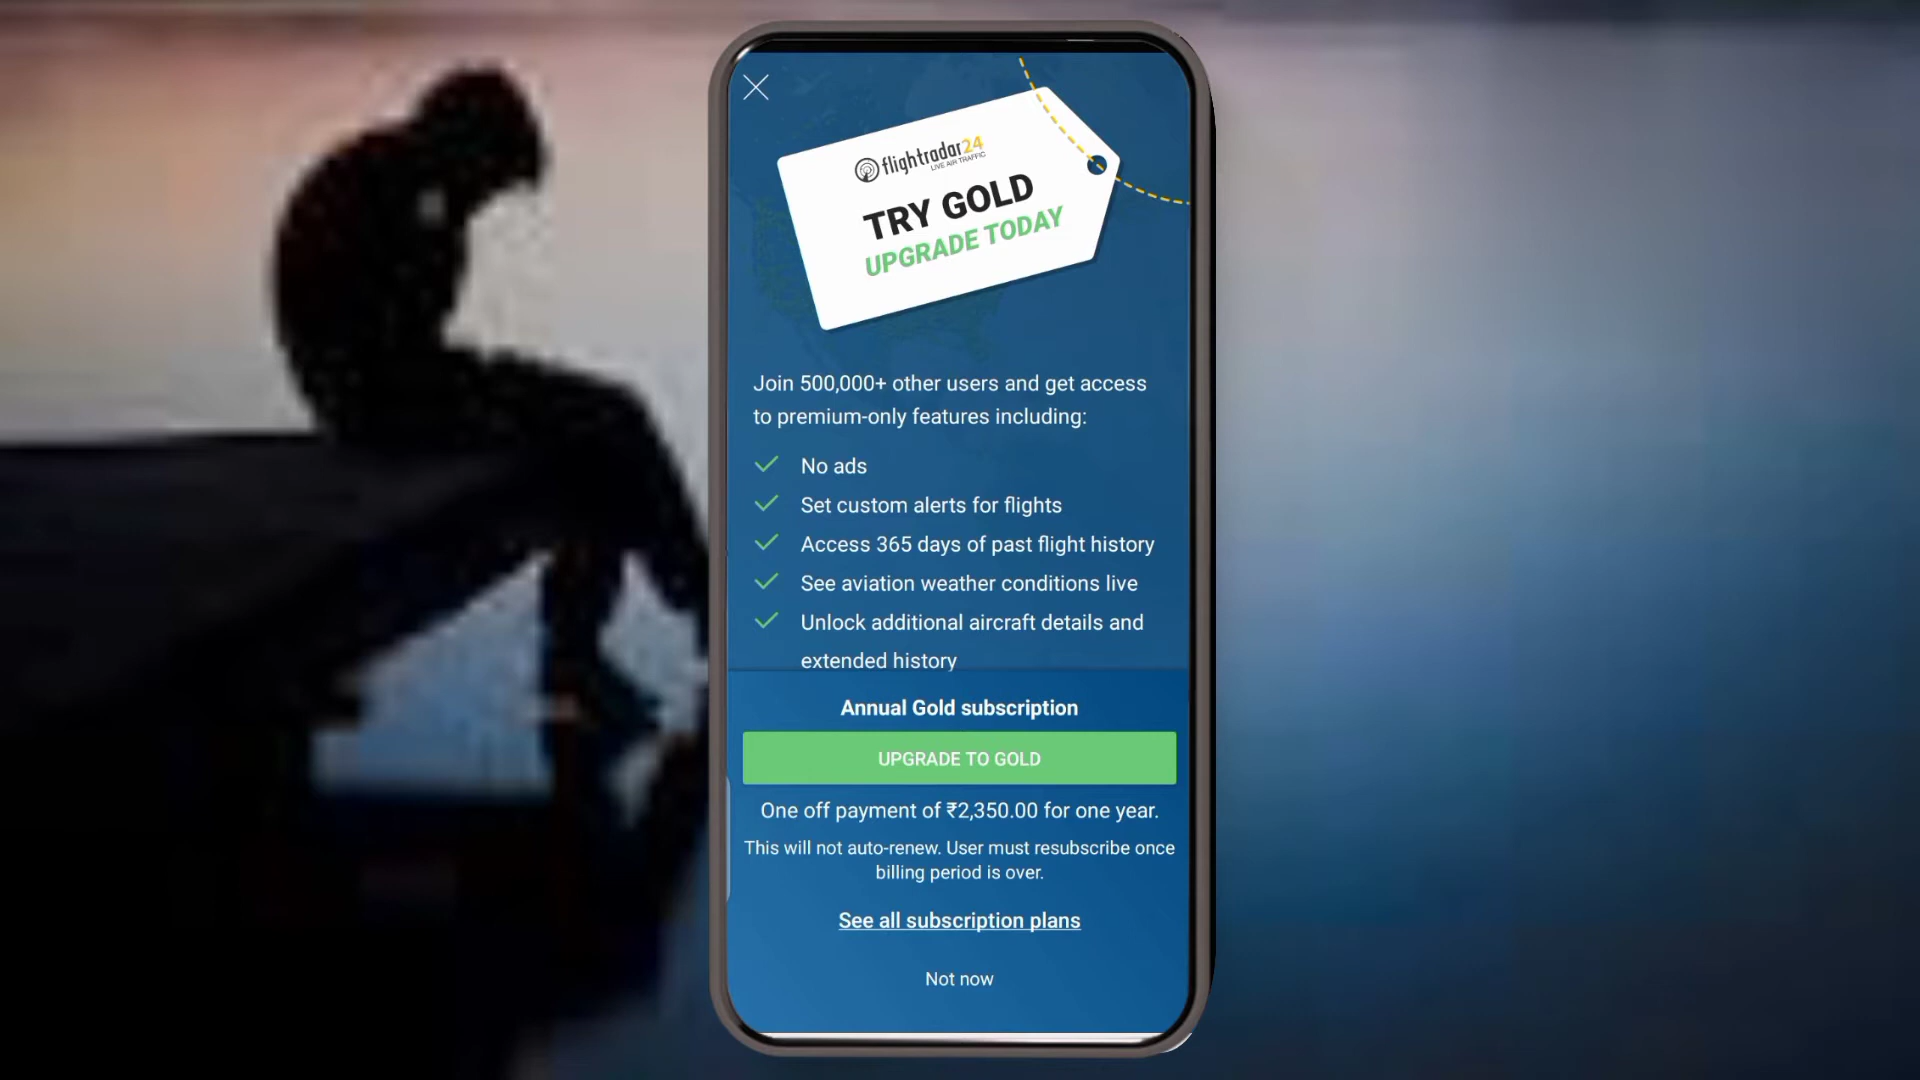 flightradar24
LIVE AIR TRAFFIC
TRY GOLD
UPGRADE TODAY
Join 500,000+ other users and get access
to premium-only features including:
No ads
Set custom alerts for flights
Access 365 days of past flight history
See aviation weather conditions live
Unlock additional aircraft details and
extended history
Annual Gold subscription
UPGRADE TO GOLD
One off payment of ₹2,350.00 for one year.
This will not auto-renew. User must resubscribe once
billing period is over.
See all subscription plans
Not now